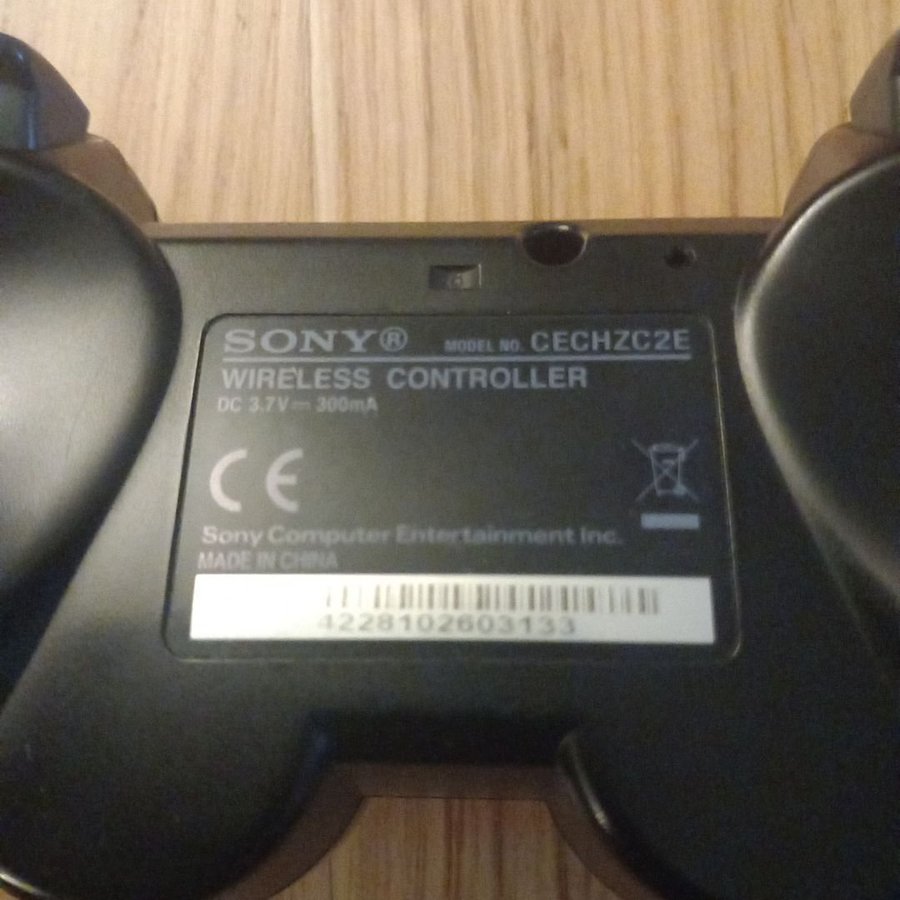 SONY® MODEL NO. CECHZC2E
WIRELESS CONTROLLER
DC 3.7V⎓ 300mA
CE
Sony Computer Entertainment Inc.
MADE IN CHINA
4228102603133